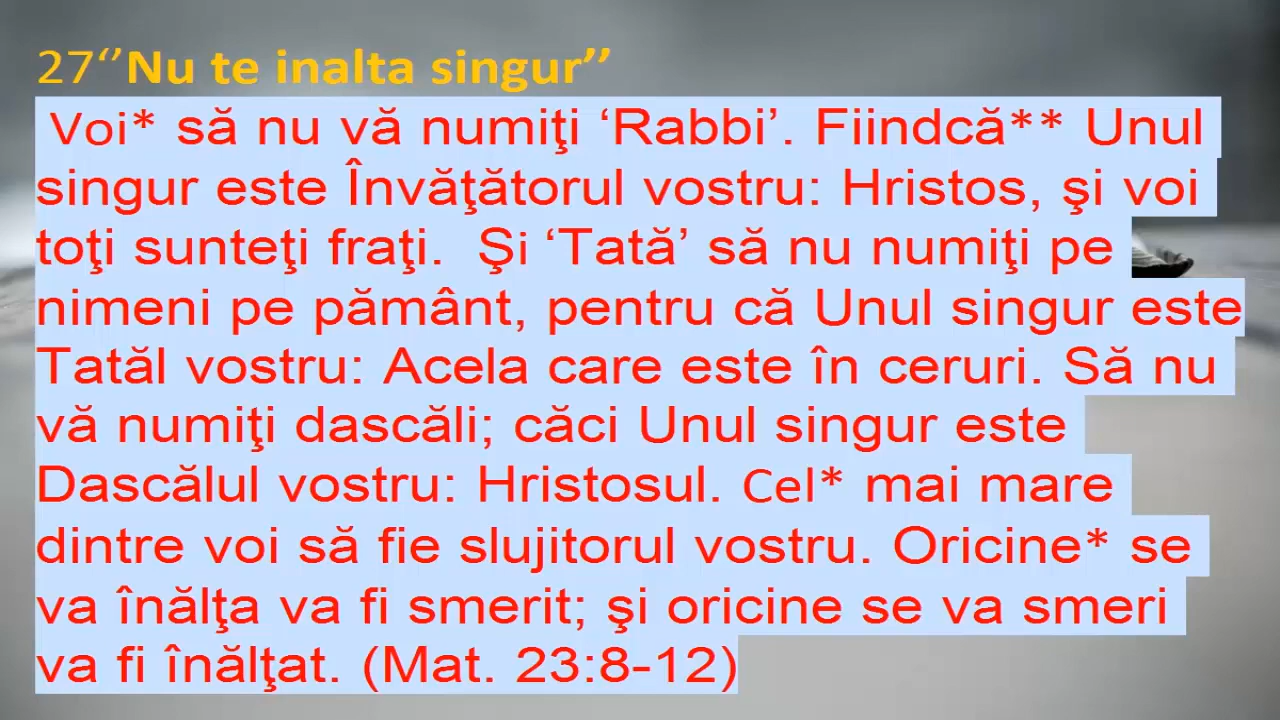 27‘’Nu te inalta singur’’
Voi* să nu vă numiţi ‘Rabbi’. Fiindcă** Unul
singur este Învăţătorul vostru: Hristos, şi voi
toţi sunteţi fraţi.  Şi ‘Tată’ să nu numiţi pe
nimeni pe pământ, pentru că Unul singur este
Tatăl vostru: Acela care este în ceruri. Să nu
vă numiţi dascăli; căci Unul singur este
Dascălul vostru: Hristosul. Cel* mai mare
dintre voi să fie slujitorul vostru. Oricine* se
va înălţa va fi smerit; şi oricine se va smeri
va fi înălţat. (Mat. 23:8-12)